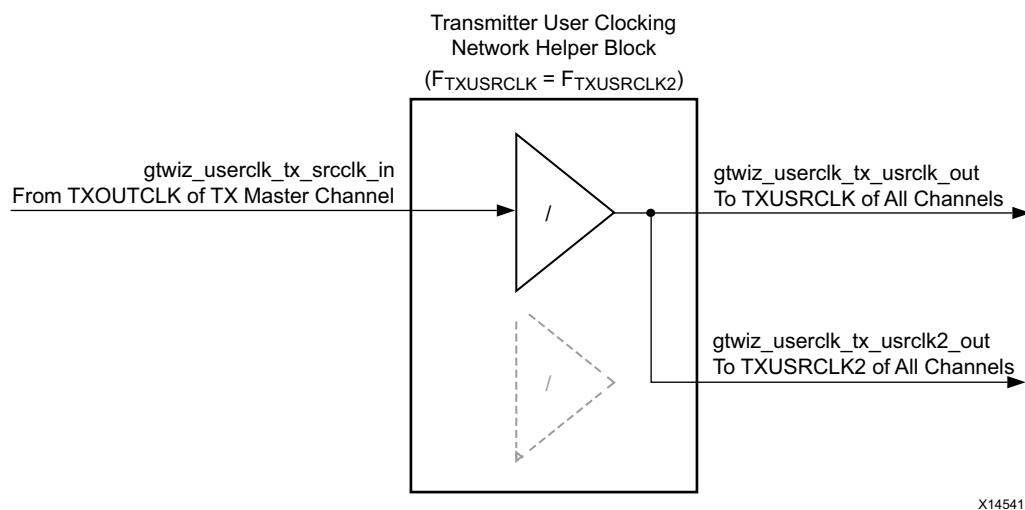 Transmitter User Clocking
Network Helper Block
(FTXUSRCLK = FTXUSRCLK2)
gtwiz_userclk_tx_srcclk_in
From TXOUTCLK of TX Master Channel
/
gtwiz_userclk_tx_usrclk_out
To TXUSRCLK of All Channels
/
gtwiz_userclk_tx_usrclk2_out
To TXUSRCLK2 of All Channels
X14541